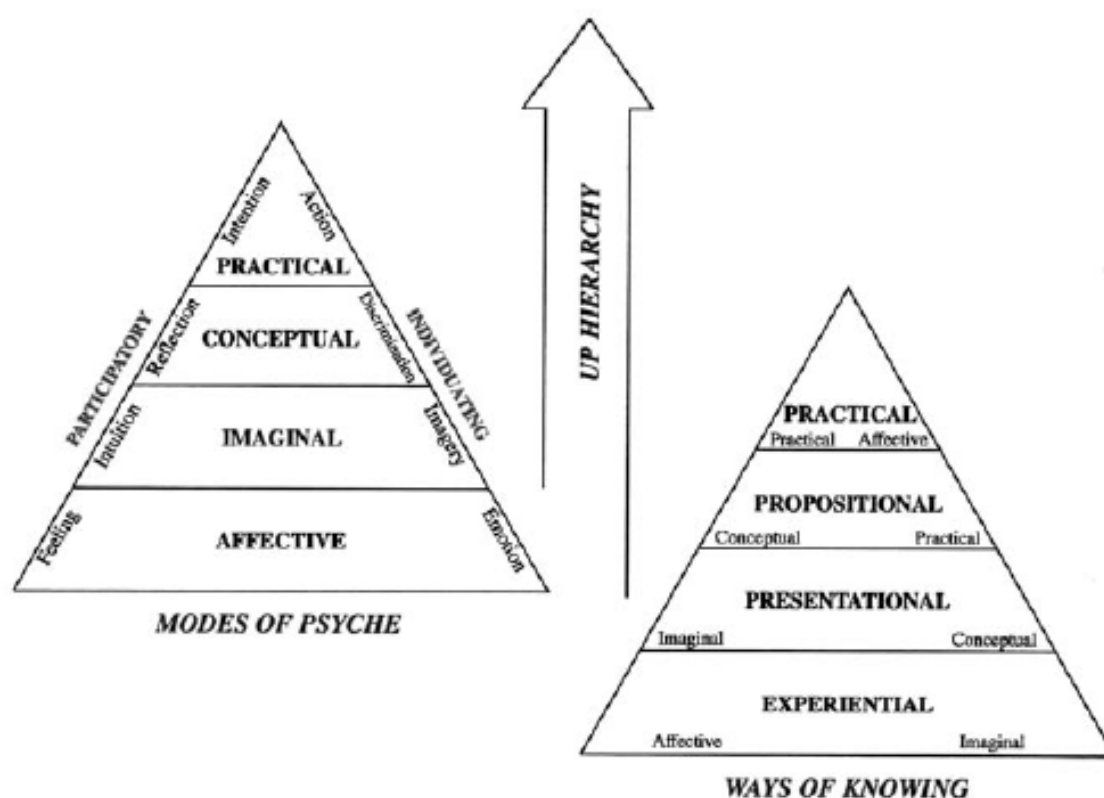 Intention
Action
PRACTICAL
PARTICIPATORY
INDIVIDUATING
Reflection
Discrimination
CONCEPTUAL
Intuition
Imagery
IMAGINAL
Feeling
Emotion
AFFECTIVE
MODES OF PSYCHE
UP HIERARCHY
PRACTICAL
Practical Affective
PROPOSITIONAL
Conceptual Practical
PRESENTATIONAL
Imaginal Conceptual
EXPERIENTIAL
Affective Imaginal
WAYS OF KNOWING